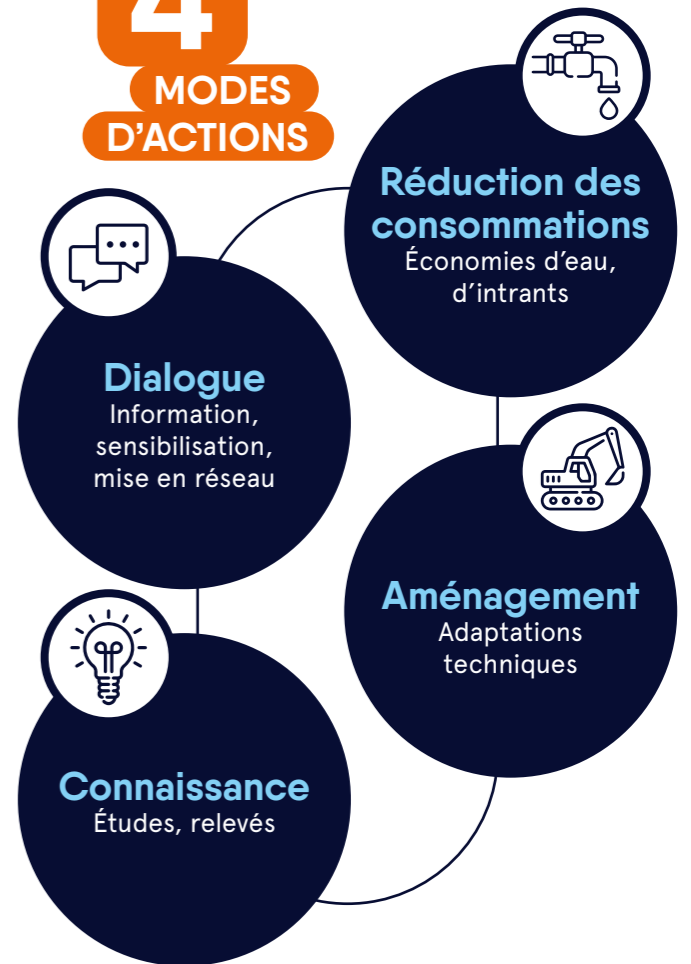 4
MODES
D'ACTIONS
Réduction des
consommations
Économies d'eau,
d'intrants
Dialogue
Information,
sensibilisation,
mise en réseau
Aménagement
Adaptations
techniques
Connaissance
Études, relevés